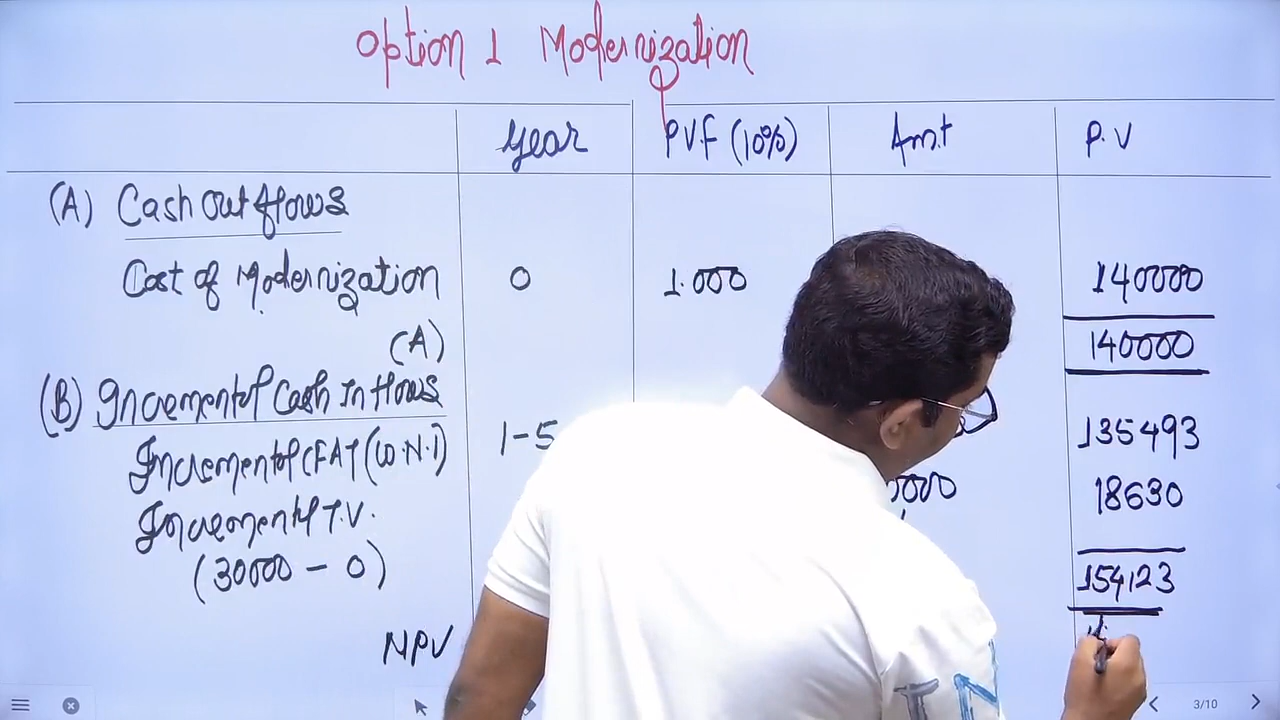 Option 1 Modernization
Year PVF (10%) Amt P.V
(A) Cash Outflows
Cost of Modernization 0 1.000 140000
(A) 140000
(B) Incremental Cash Inflows
Incremental CFAT (W.N.1) 1-5 135493
Incremental T.V. 0000 18630
(30000 - 0)
154123
NPV
3/10